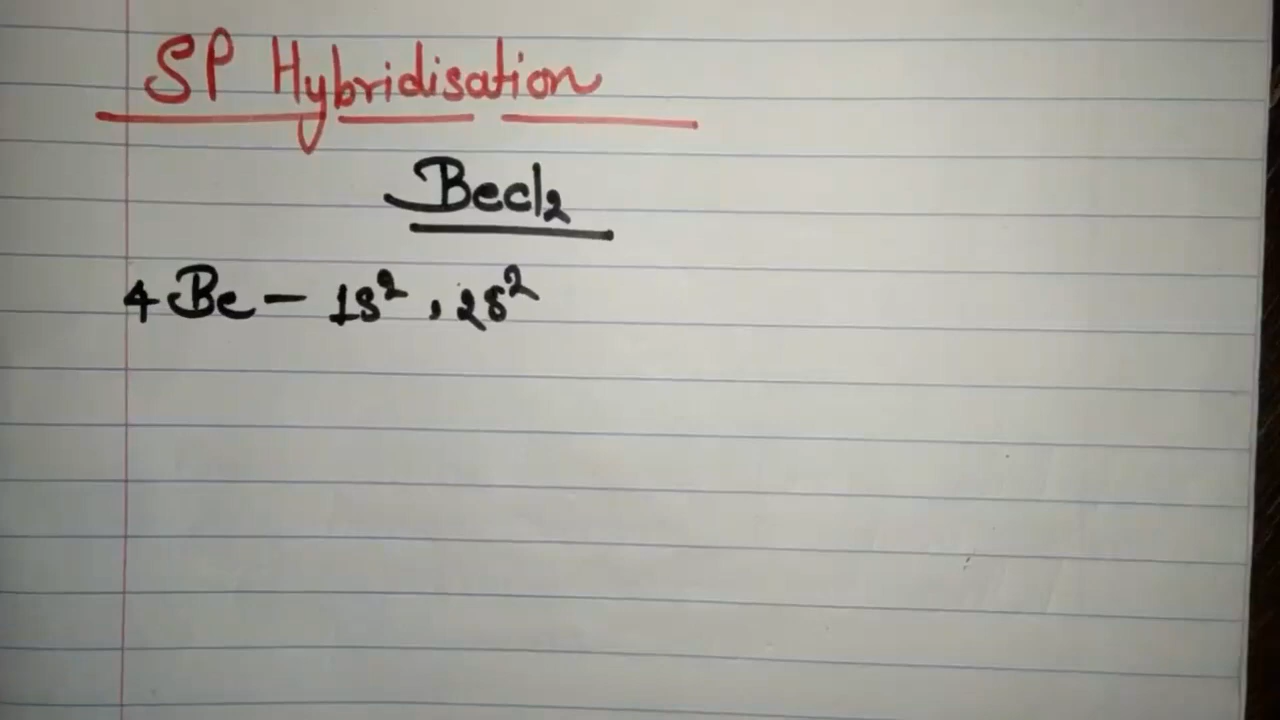 SP Hybridisation
Becl₂
4 Be - 1s², 2s²